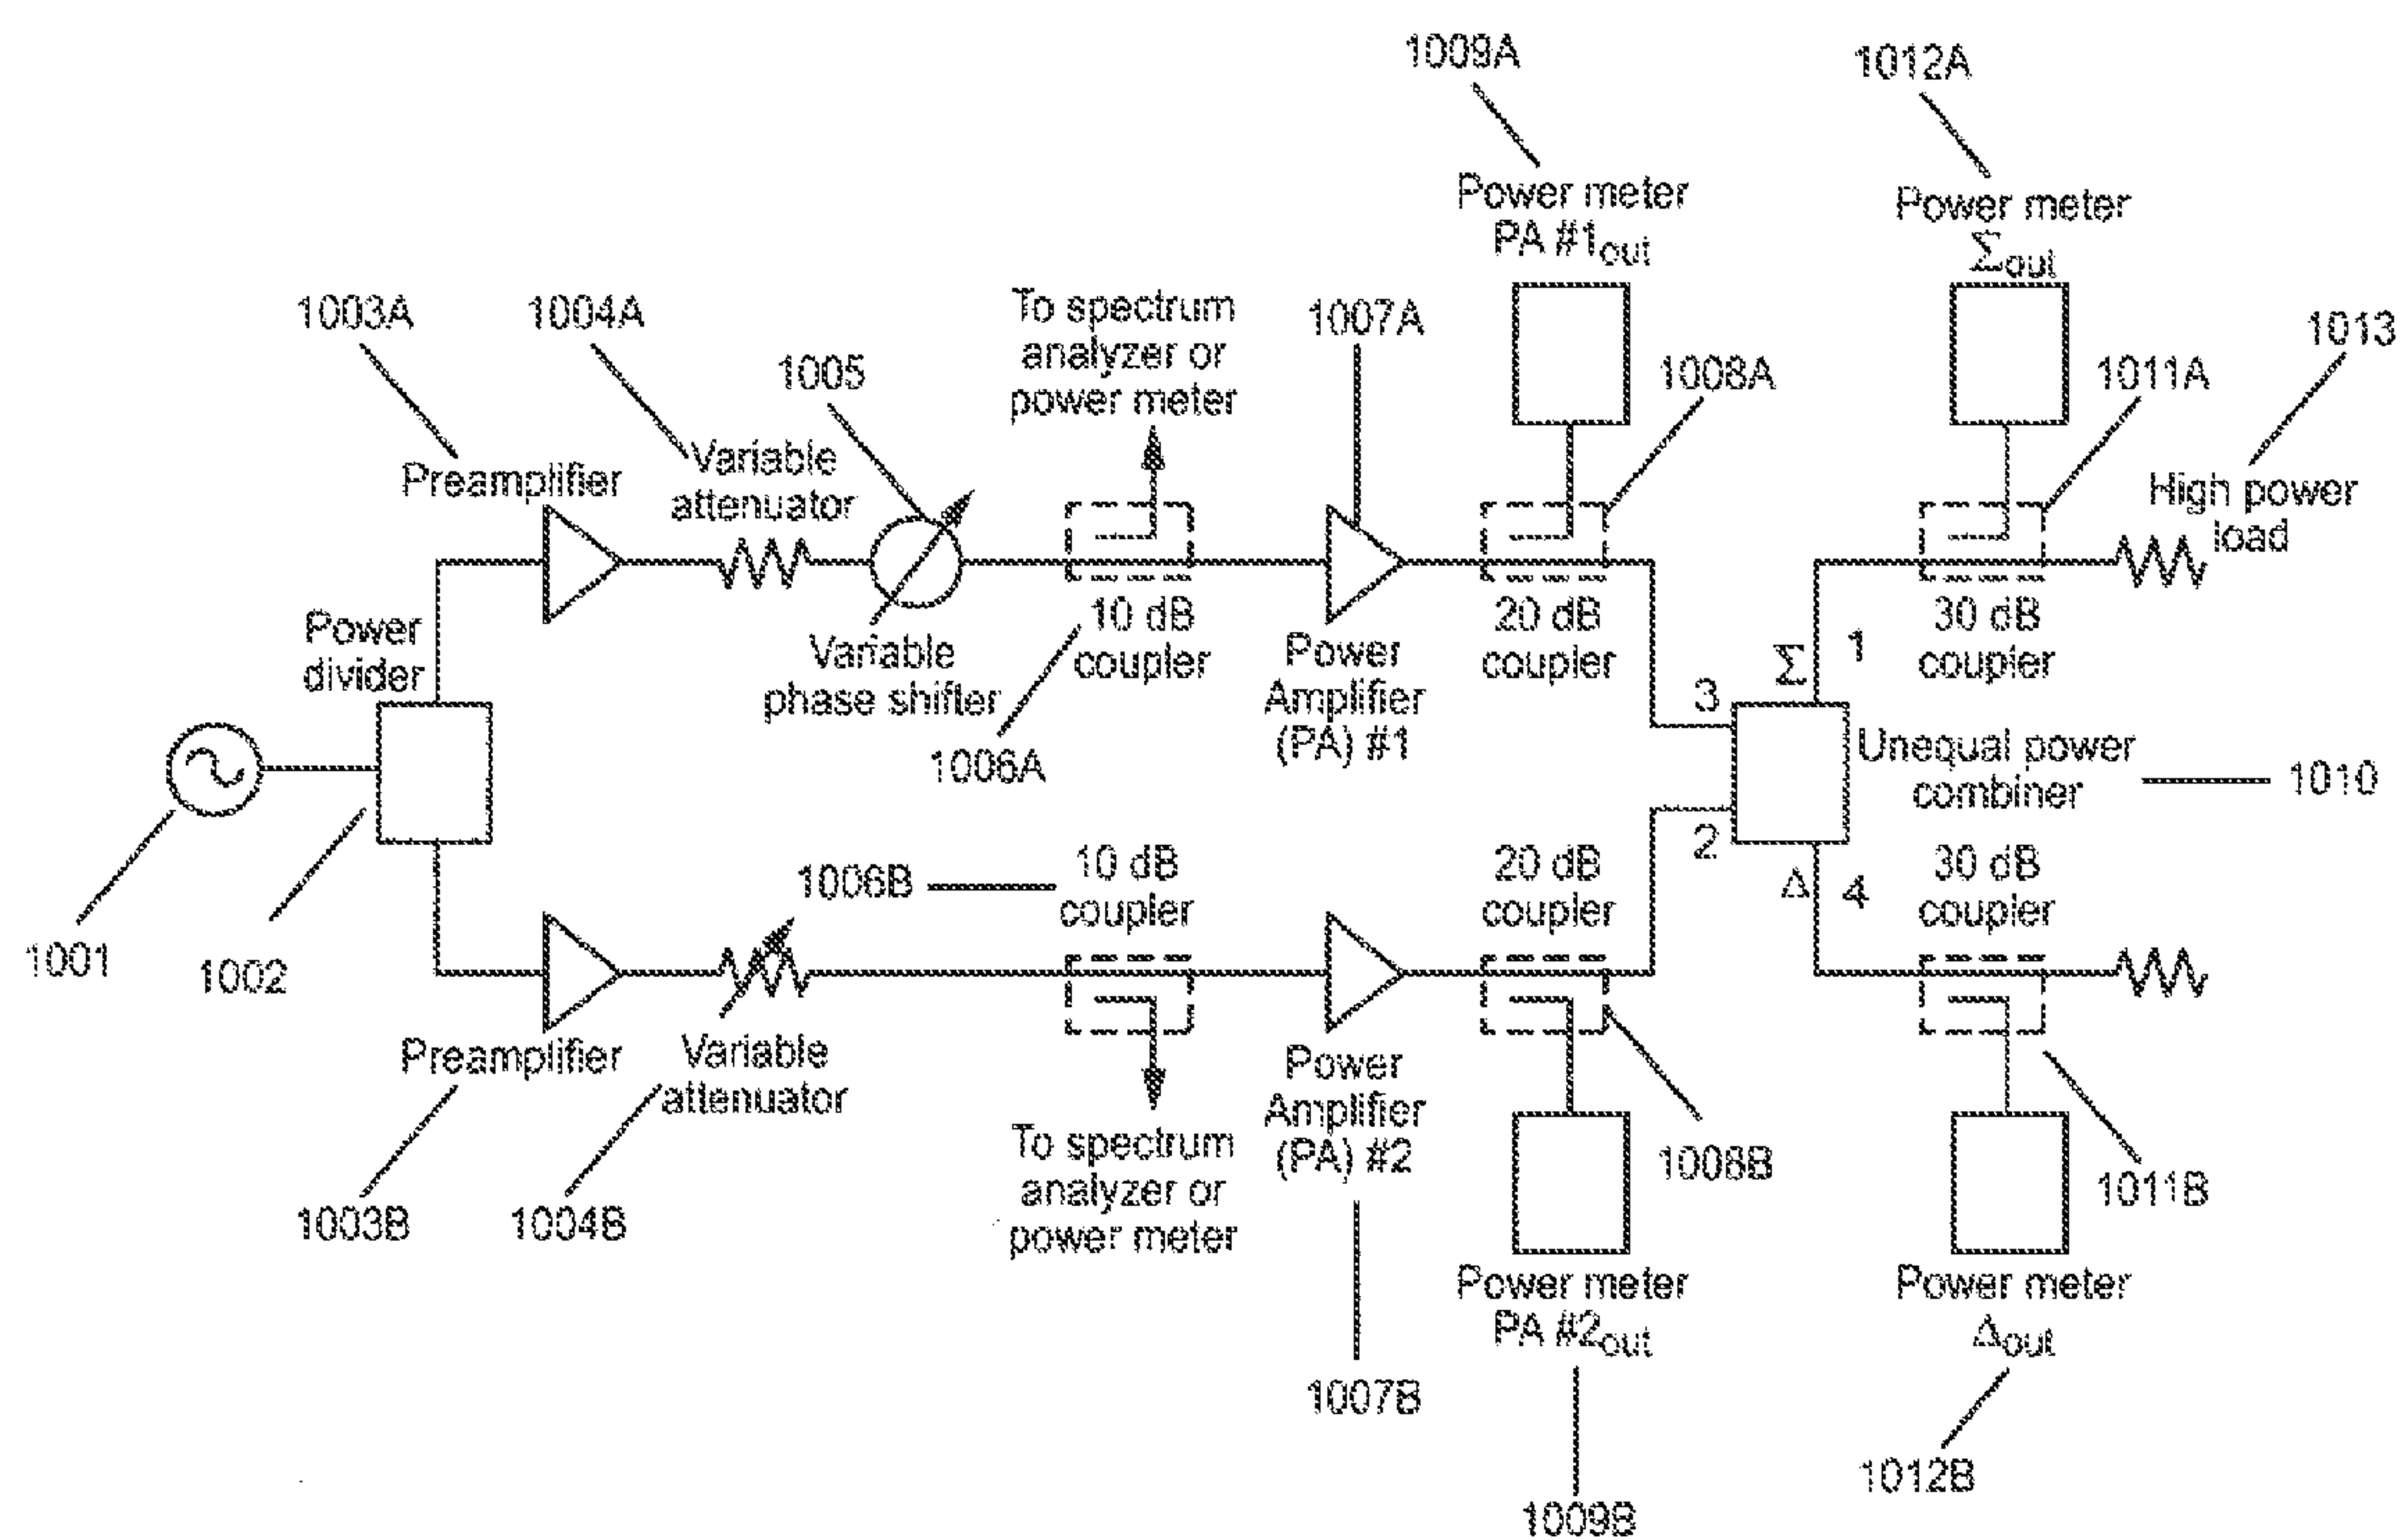 1009A
1012A
Power meter
PA #1out
Power meter
Σout
1003A
1004A
To spectrum
analyzer or
power meter
1007A
1013
1005
1008A
1011A
Variable
attenuator
Preamplifier
High power
load
Power
divider
Variable
phase shifter
10 dB
coupler
Power
Amplifier
(PA) #1
20 dB
coupler
30 dB
coupler
Σ
1
3
1006A
Unequal power
combiner
1010
2
Δ
4
1006B
10 dB
coupler
20 dB
coupler
30 dB
coupler
1001
1002
Preamplifier
Variable
attenuator
Power
Amplifier
(PA) #2
To spectrum
analyzer or
power meter
1008B
1011B
1003B
1004B
Power meter
PA #2out
Power meter
Δout
1007B
1012B
1009B